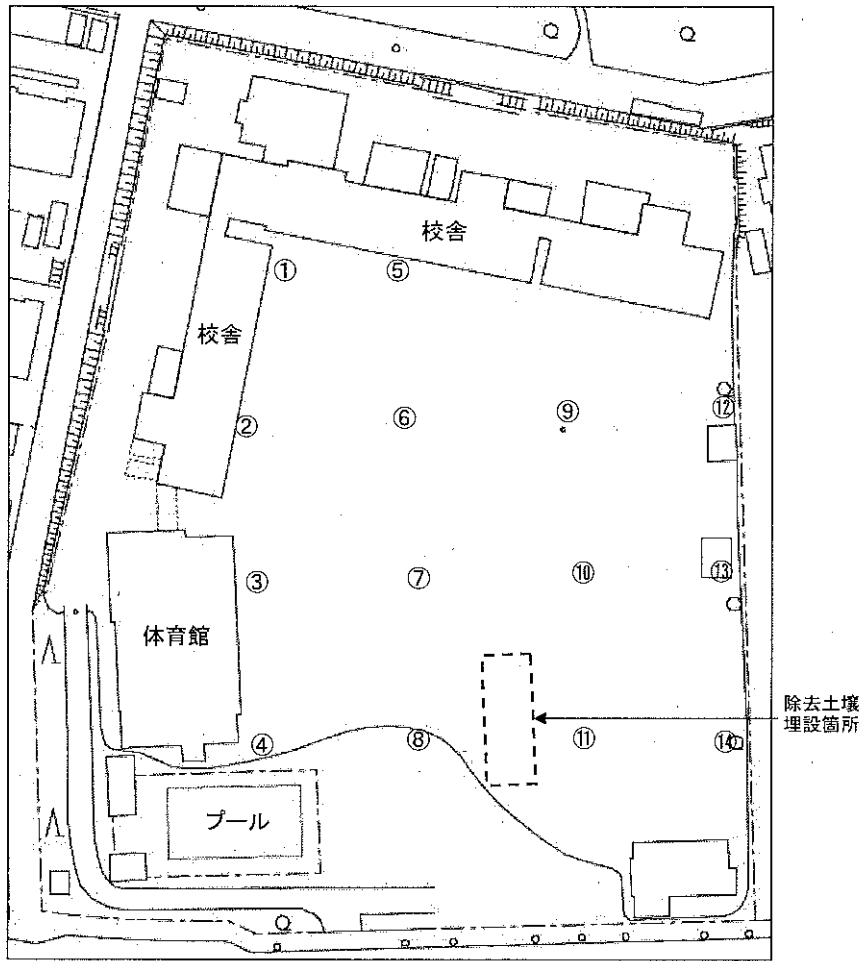 校舎
①
⑤
校舎
②
⑥
⑨
⑫
③
⑦
⑩
⑬
体育館
除去土壌
埋設箇所
④
⑧
⑪
⑭
プール